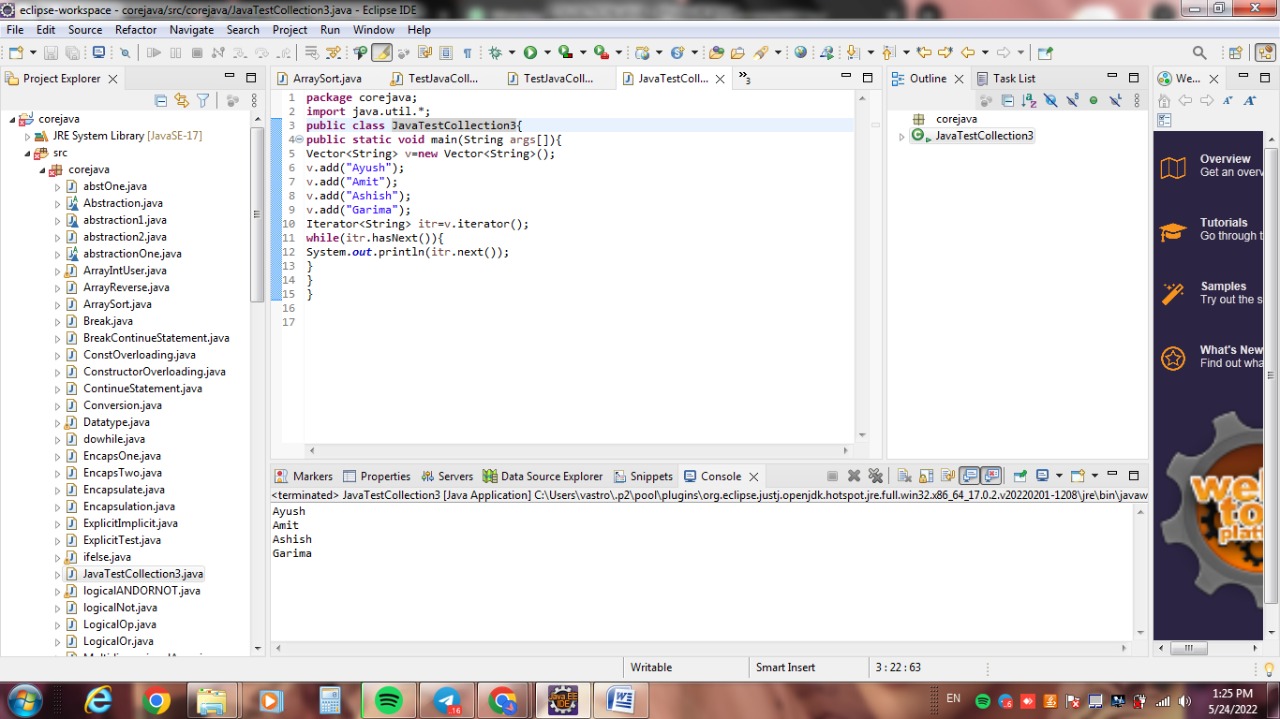 eclipse-workspace - corejava/src/corejava/JavaTestCollection3.java - Eclipse IDE
File Edit Source Refactor Navigate Search Project Run Window Help
Project Explorer
corejava
JRE System Library [JavaSE-17]
src
corejava
abstOne.java
Abstraction.java
abstraction1.java
abstraction2.java
abstractionOne.java
ArrayIntUser.java
ArrayReverse.java
ArraySort.java
Break.java
BreakContinueStatement.java
ConstOverloading.java
ConstructorOverloading.java
ContinueStatement.java
Conversion.java
Datatype.java
dowhile.java
EncapsOne.java
EncapsTwo.java
Encapsulate.java
Encapsulation.java
ExplicitImplicit.java
ExplicitTest.java
ifelse.java
JavaTestCollection3.java
logicalANDORNOT.java
logicalNot.java
LogicalOp.java
LogicalOr.java
ArraySort.java TestJavaColl... TestJavaColl... JavaTestColl... »3
1 package corejava;
2 import java.util.*;
3 public class JavaTestCollection3{
4 public static void main(String args[]){
5 Vector<String> v=new Vector<String>();
6 v.add("Ayush");
7 v.add("Amit");
8 v.add("Ashish");
9 v.add("Garima");
10 Iterator<String> itr=v.iterator();
11 while(itr.hasNext()){
12 System.out.println(itr.next());
13 }
14 }
15 }
16
17
Outline Task List
corejava
JavaTestCollection3
We...
Overview
Get an overv
Tutorials
Go through t
Samples
Try out the s
What's New
Find out wha
Markers Properties Servers Data Source Explorer Snippets Console
<terminated> JavaTestCollection3 [Java Application] C:\Users\vastro\.p2\pool\plugins\org.eclipse.justj.openjdk.hotspot.jre.full.win32.x86_64_17.0.2.v20220201-1208\jre\bin\javaw
Ayush
Amit
Ashish
Garima
Writable Smart Insert 3 : 22 : 63
EN 1:25 PM
5/24/2022